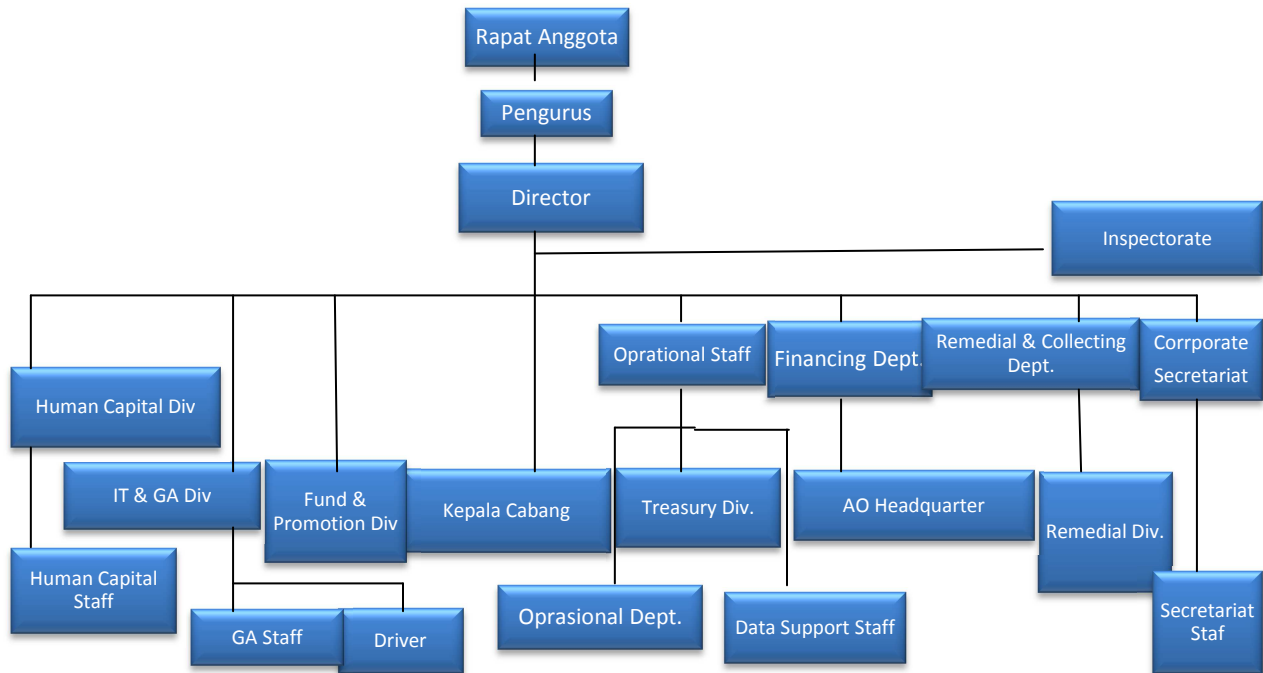 Rapat Anggota
Pengurus
Director
Inspectorate
Oprational Staff
Financing Dept.
Remedial & Collecting
Dept.
Corrporate
Secretariat
Human Capital Div
IT & GA Div
Fund &
Promotion Div
Kepala Cabang
Treasury Div.
AO Headquarter
Remedial Div.
Human Capital
Staff
GA Staff
Driver
Oprasional Dept.
Data Support Staff
Secretariat
Staf